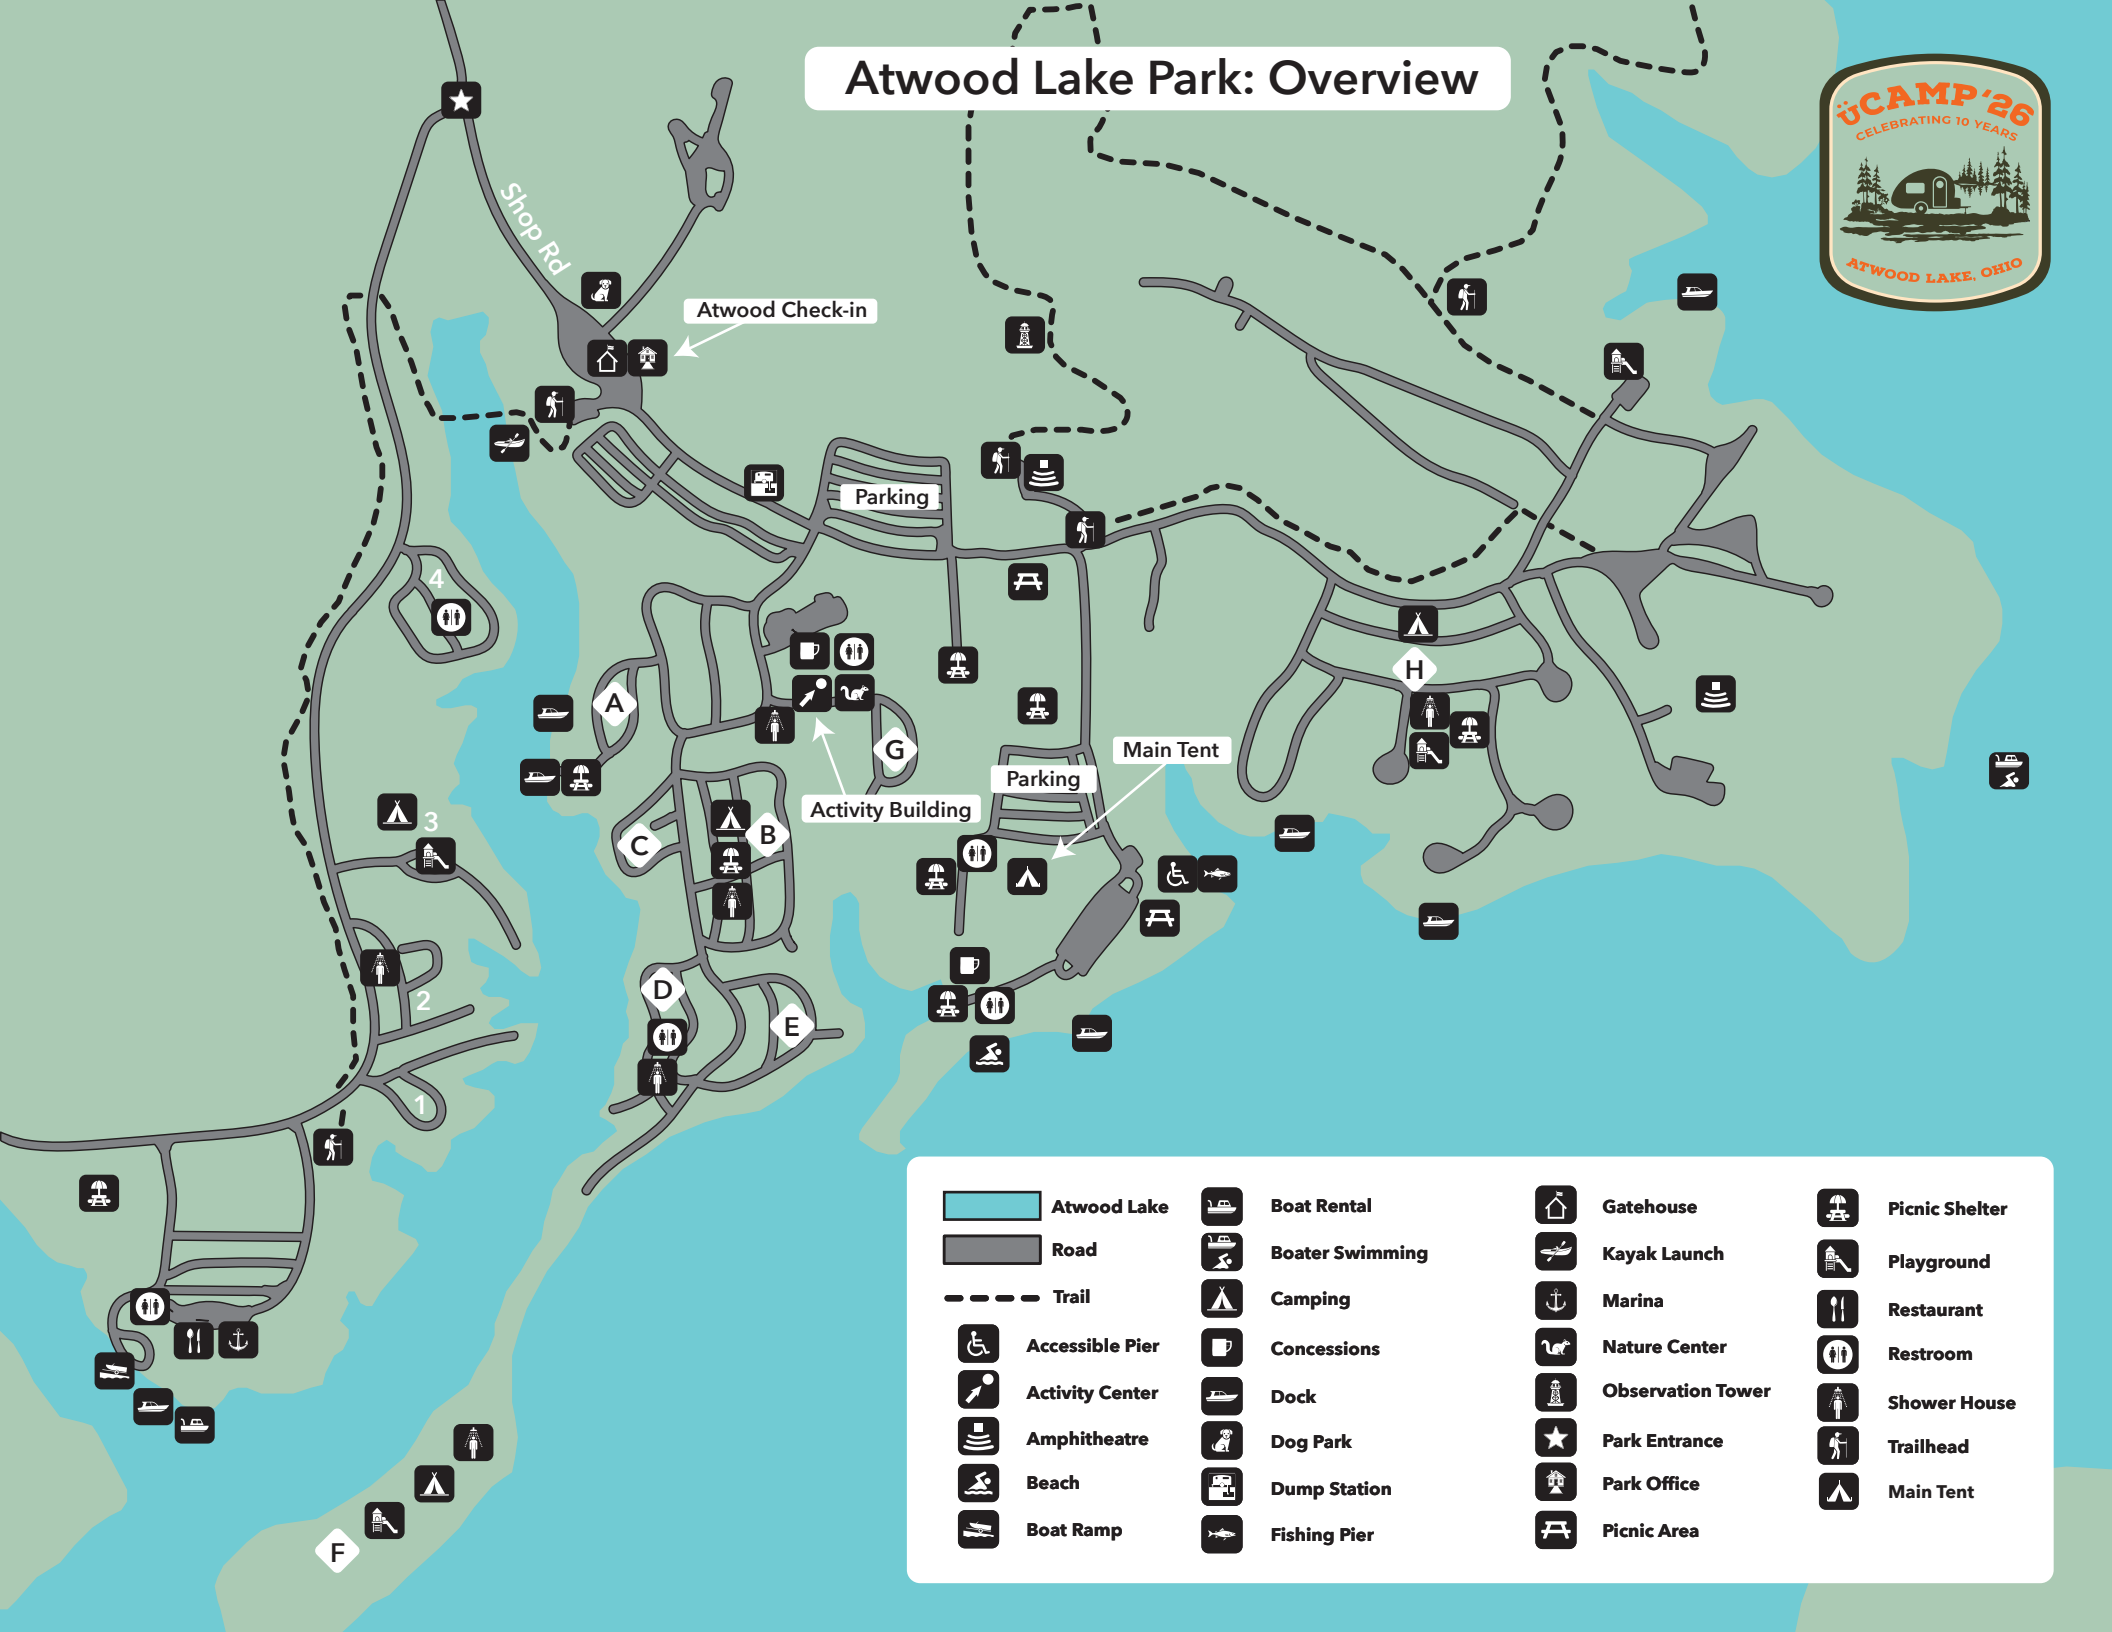 Atwood Lake Park: Overview
ÜCAMP '26
CELEBRATING 10 YEARS
ATWOOD LAKE, OHIO
Shop Rd
Atwood Check-in
Parking
4
A
G
H
Main Tent
Parking
Activity Building
3
C
B
2
D
E
1
F
Atwood Lake
Road
Trail
Accessible Pier
Activity Center
Amphitheatre
Beach
Boat Ramp
Boat Rental
Boater Swimming
Camping
Concessions
Dock
Dog Park
Dump Station
Fishing Pier
Gatehouse
Kayak Launch
Marina
Nature Center
Observation Tower
Park Entrance
Park Office
Picnic Area
Picnic Shelter
Playground
Restaurant
Restroom
Shower House
Trailhead
Main Tent